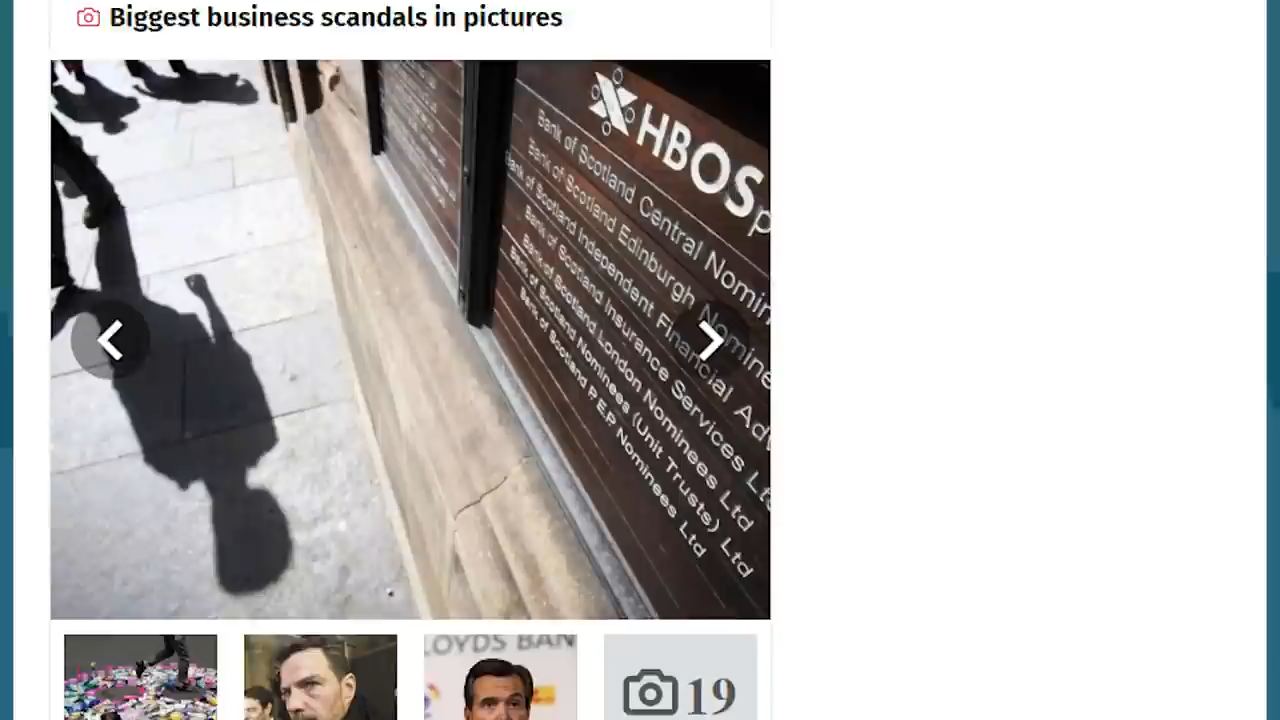 Biggest business scandals in pictures
HBOS p
Bank of Scotland Central Nomin
Bank of Scotland Edinburgh Nomine
Bank of Scotland Independent Financial Adv
Bank of Scotland Insurance Services Ltd
Bank of Scotland London Nominees Ltd
Bank of Scotland Nominees (Unit Trusts) Ltd
Bank of Scotland P.E.P. Nominees Ltd
LOYDS BAN
19